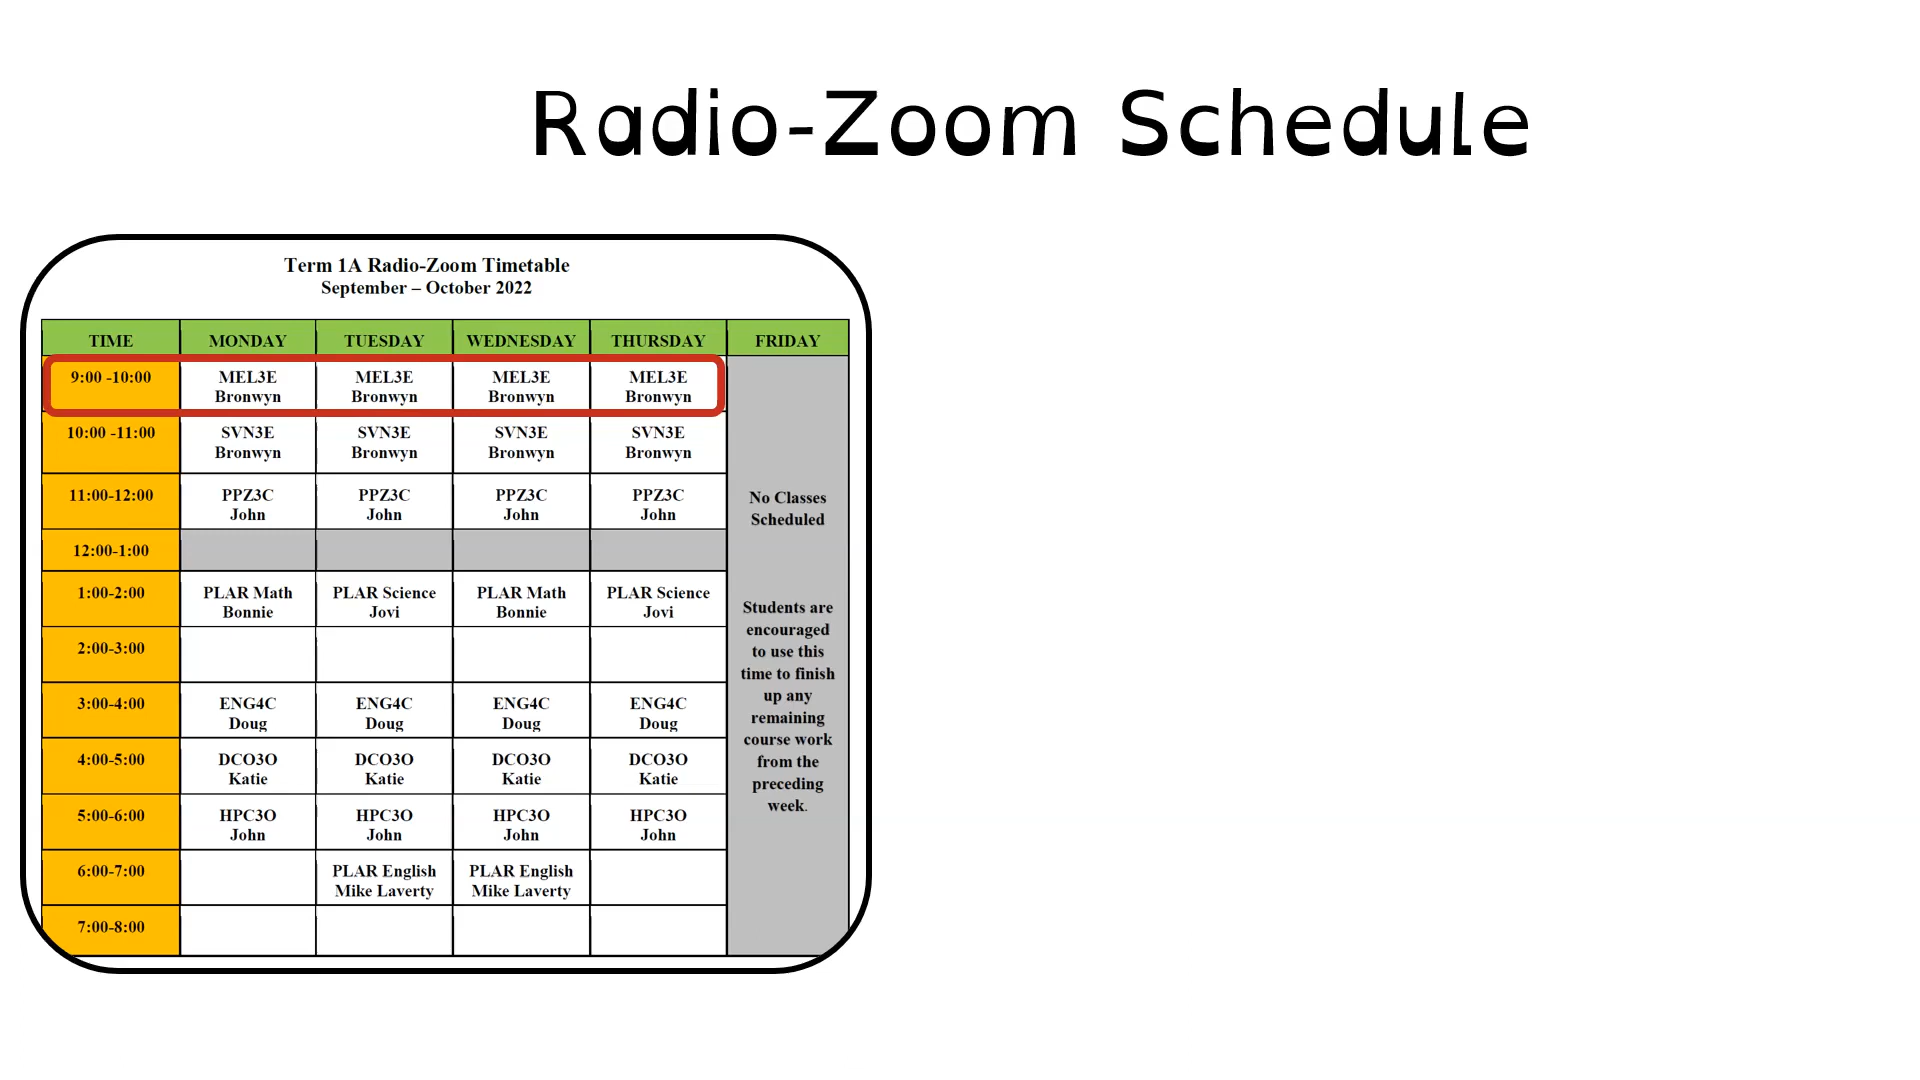 Radio-Zoom Schedule
Term 1A Radio-Zoom Timetable
September – October 2022
TIME MONDAY TUESDAY WEDNESDAY THURSDAY FRIDAY
9:00 -10:00 MEL3E MEL3E MEL3E MEL3E
Bronwyn Bronwyn Bronwyn Bronwyn
10:00 -11:00 SVN3E SVN3E SVN3E SVN3E
Bronwyn Bronwyn Bronwyn Bronwyn
11:00-12:00 PPZ3C PPZ3C PPZ3C PPZ3C
John John John John
12:00-1:00
1:00-2:00 PLAR Math PLAR Science PLAR Math PLAR Science
Bonnie Jovi Bonnie Jovi
2:00-3:00
3:00-4:00 ENG4C ENG4C ENG4C ENG4C
Doug Doug Doug Doug
4:00-5:00 DCO3O DCO3O DCO3O DCO3O
Katie Katie Katie Katie
5:00-6:00 HPC3O HPC3O HPC3O HPC3O
John John John John
6:00-7:00 PLAR English PLAR English
Mike Laverty Mike Laverty
7:00-8:00
No Classes
Scheduled
Students are
encouraged
to use this
time to finish
up any
remaining
course work
from the
preceding
week.